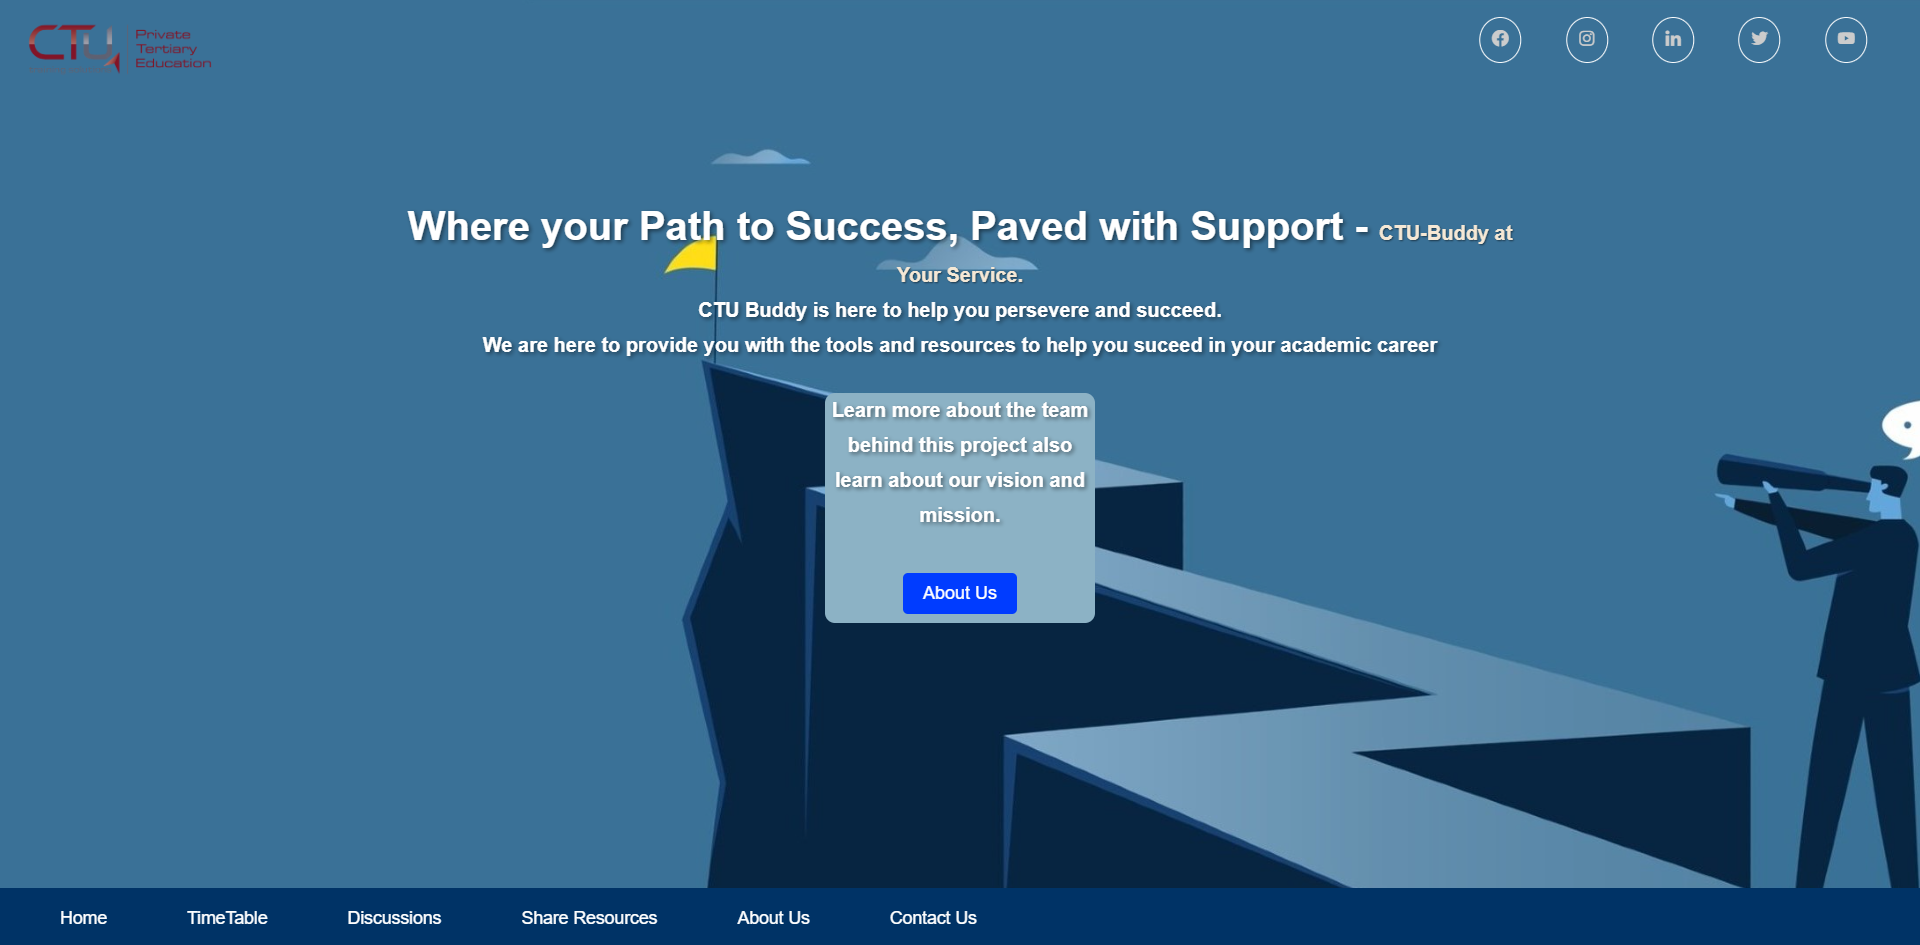 CTU
Private
Tertiary
Education
Where your Path to Success, Paved with Support - CTU-Buddy at
Your Service.
CTU Buddy is here to help you persevere and succeed.
We are here to provide you with the tools and resources to help you suceed in your academic career
Learn more about the team
behind this project also
learn about our vision and
mission.
About Us
Home TimeTable Discussions Share Resources About Us Contact Us